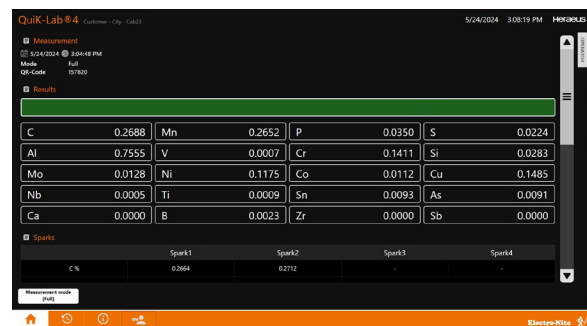 QuiK-Lab®4 Customer - City - Cab23 5/24/2024 3:08:19 PM Heraeus
OPERATOR
Measurement
5/24/2024 3:04:48 PM
Mode Full
QR-Code 157820
Results
C 0.2688 Mn 0.2652 P 0.0350 S 0.0224
Al 0.7555 V 0.0007 Cr 0.1411 Si 0.0283
Mo 0.0128 Ni 0.1175 Co 0.0112 Cu 0.1485
Nb 0.0005 Ti 0.0009 Sn 0.0093 As 0.0091
Ca 0.0000 B 0.0023 Zr 0.0000 Sb 0.0000
Sparks
Spark1 Spark2 Spark3 Spark4
C % 0.2664 0.2712 - -
Measurement mode
[Full]
Electro-Nite